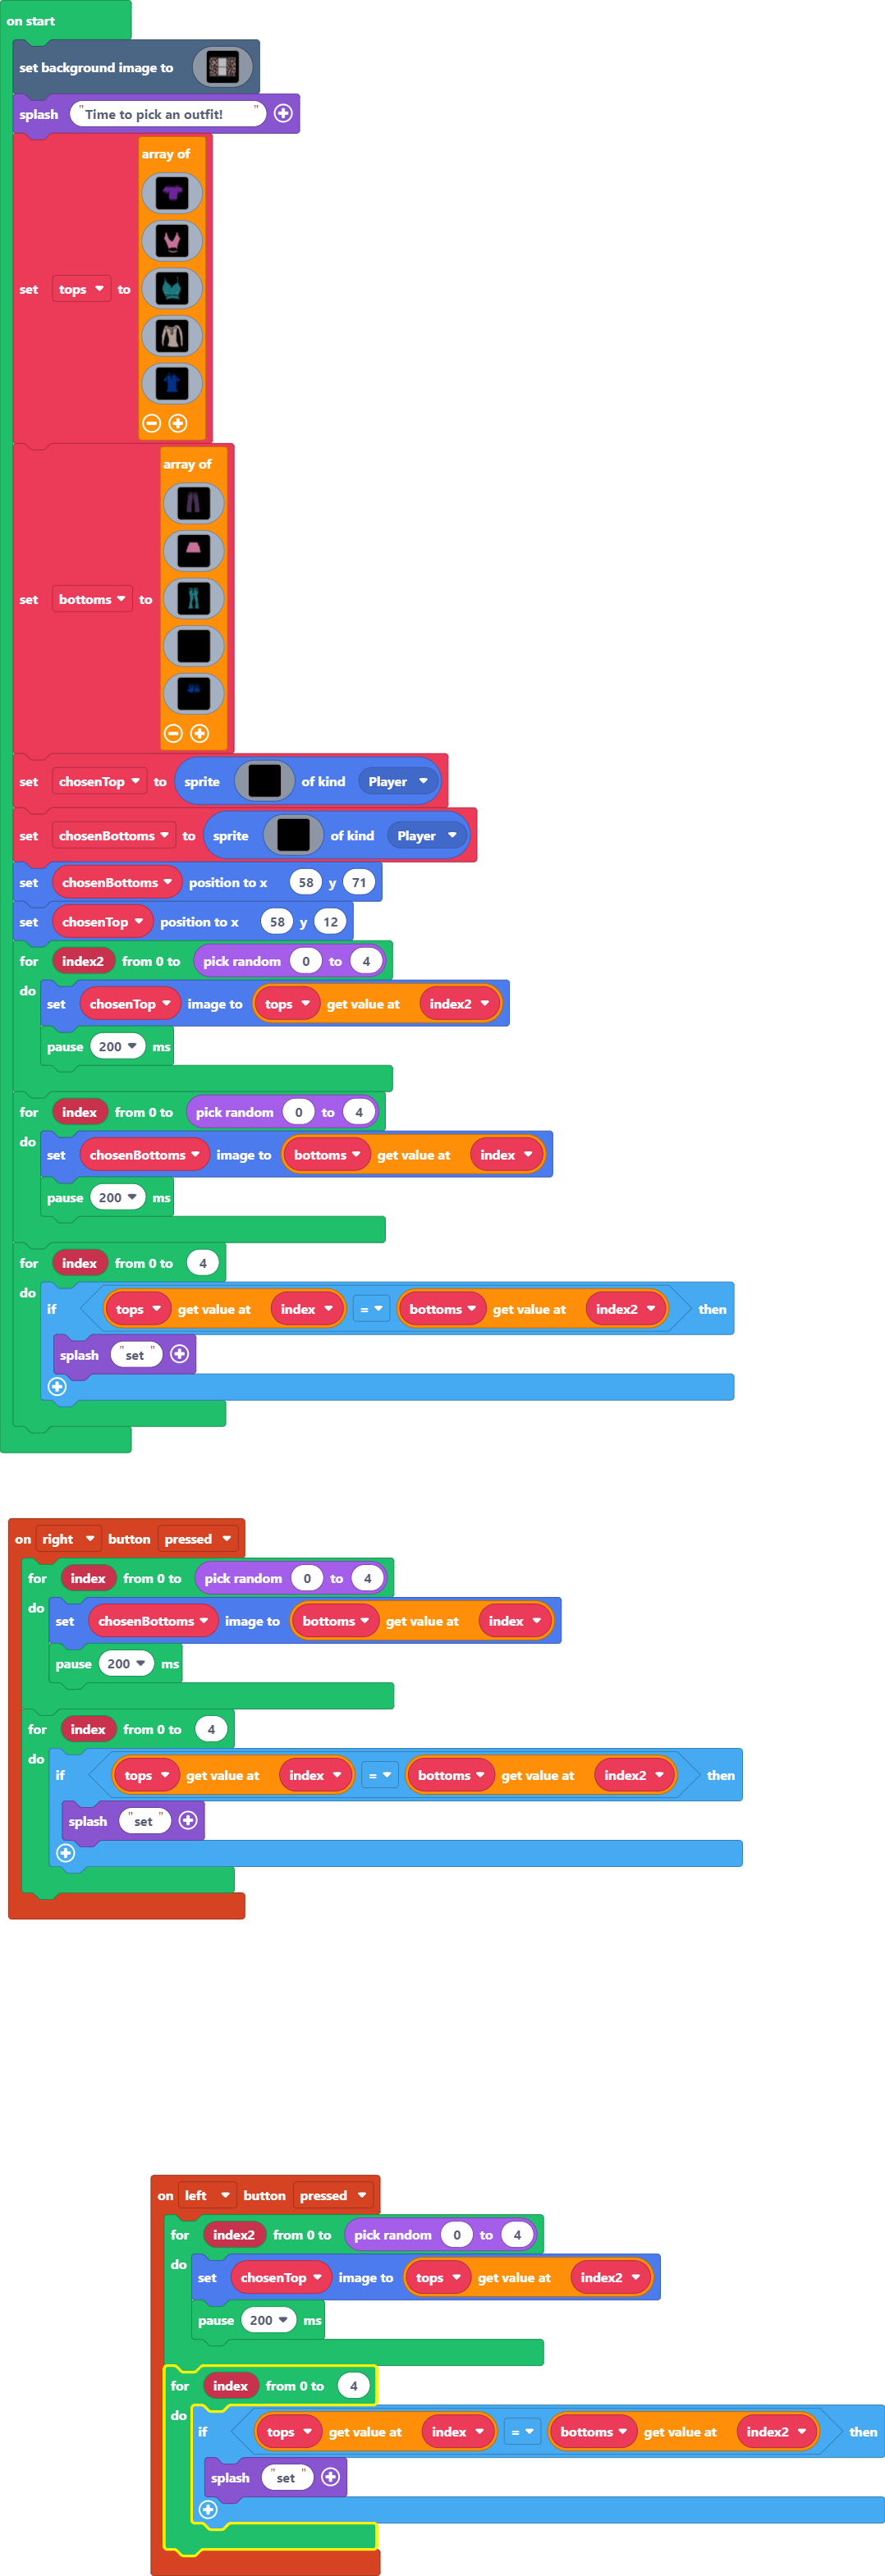 on start
set background image to
splash "Time to pick an outfit! "
array of
set tops to
array of
set bottoms to
set chosenTop to sprite of kind Player
set chosenBottoms to sprite of kind Player
set chosenBottoms position to x 58 y 71
set chosenTop position to x 58 y 12
for index2 from 0 to pick random 0 to 4
do
set chosenTop image to tops get value at index2
pause 200 ms
for index from 0 to pick random 0 to 4
do
set chosenBottoms image to bottoms get value at index
pause 200 ms
for index from 0 to 4
do
if tops get value at index = bottoms get value at index2 then
splash "set "
on right button pressed
for index from 0 to pick random 0 to 4
do
set chosenBottoms image to bottoms get value at index
pause 200 ms
for index from 0 to 4
do
if tops get value at index = bottoms get value at index2 then
splash "set "
on left button pressed
for index2 from 0 to pick random 0 to 4
do
set chosenTop image to tops get value at index2
pause 200 ms
for index from 0 to 4
do
if tops get value at index = bottoms get value at index2 then
splash "set "